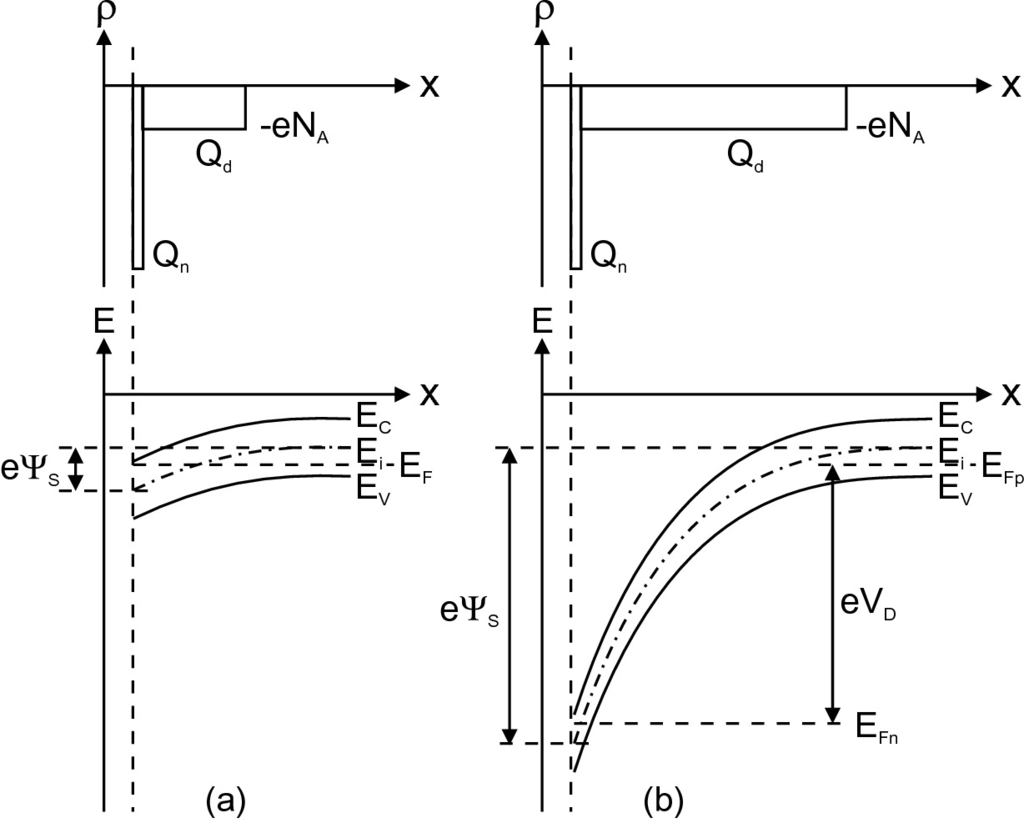 ρ
x
-eN_A
Q_d
Q_n
E
x
E_C
E_i
E_F
E_V
eΨ_S
(a)
ρ
x
-eN_A
Q_d
Q_n
E
x
E_C
E_i
E_Fp
E_V
eΨ_S
eV_D
E_Fn
(b)